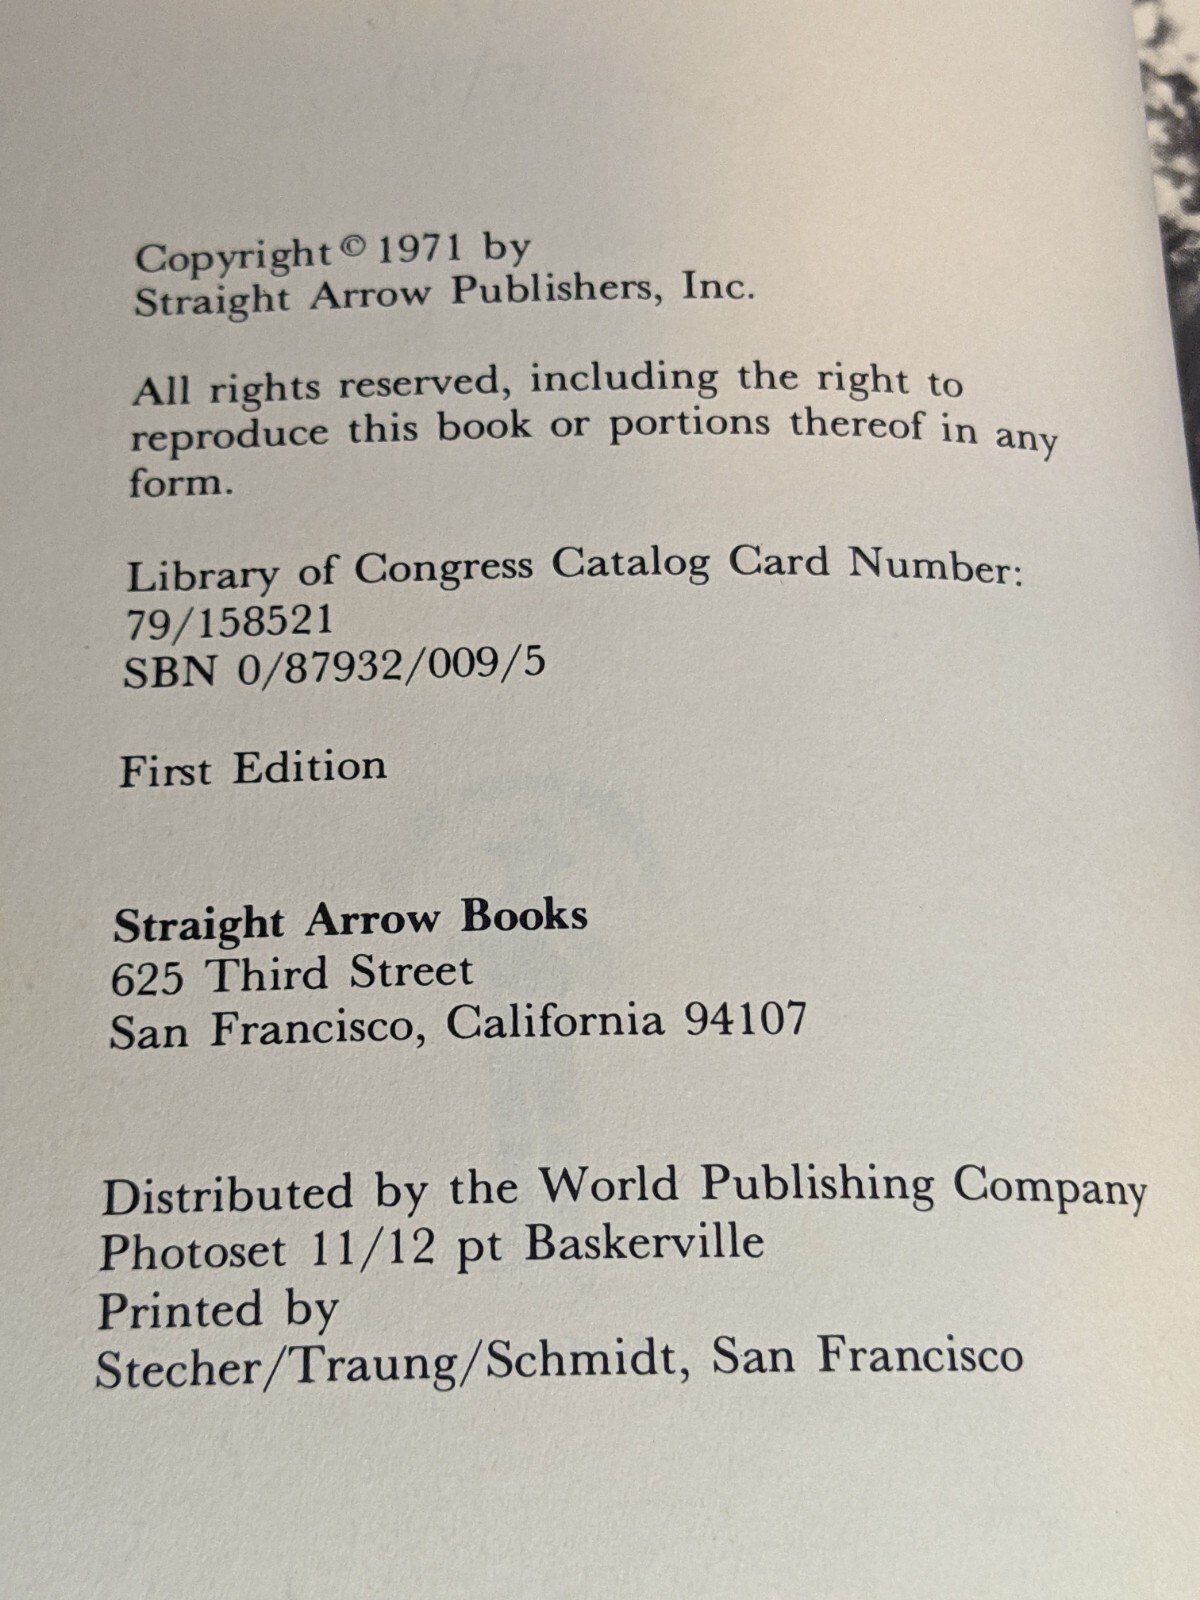 Copyright © 1971 by
Straight Arrow Publishers, Inc.
All rights reserved, including the right to
reproduce this book or portions thereof in any
form.
Library of Congress Catalog Card Number:
79/158521
SBN 0/87932/009/5
First Edition
Straight Arrow Books
625 Third Street
San Francisco, California 94107
Distributed by the World Publishing Company
Photoset 11/12 pt Baskerville
Printed by
Stecher/Traung/Schmidt, San Francisco